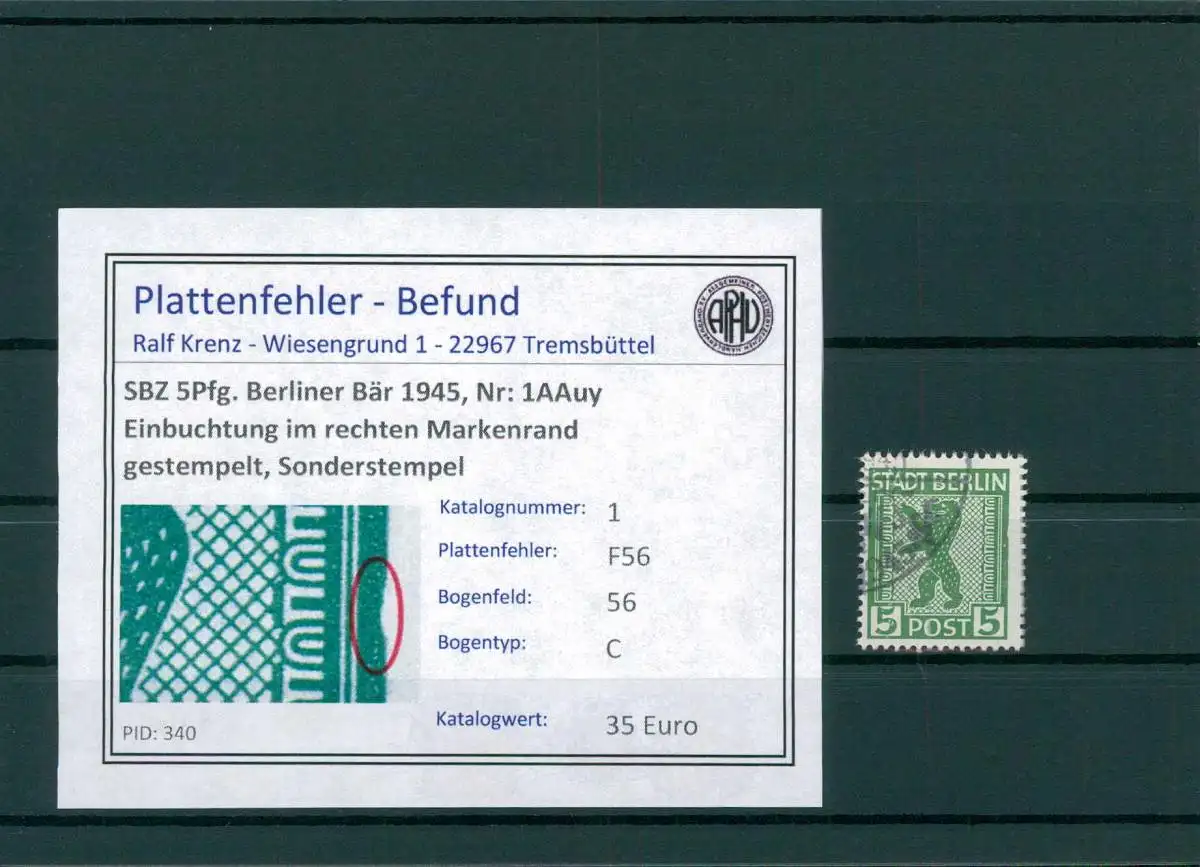 Plattenfehler - Befund
Ralf Krenz - Wiesengrund 1 - 22967 Tremsbüttel
APHV
SBZ 5Pfg. Berliner Bär 1945, Nr: 1AAuy
Einbuchtung im rechten Markenrand
gestempelt, Sonderstempel
Katalognummer: 1
Plattenfehler: F56
Bogenfeld: 56
Bogentyp: C
Katalogwert: 35 Euro
PID: 340
STADT BERLIN
5 POST 5